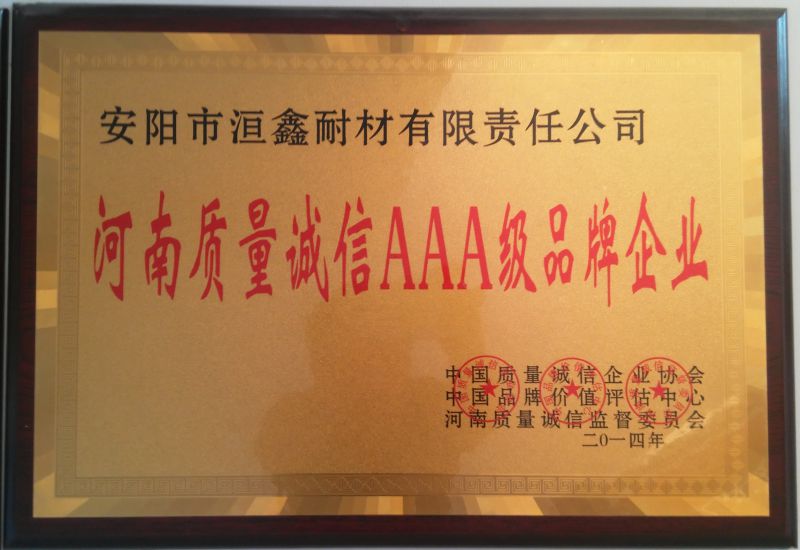 安阳市洹鑫耐材有限责任公司
河南质量诚信AAA级品牌企业
中国质量诚信企业协会
中国品牌价值评估中心
河南质量诚信监督委员会
二〇一四年